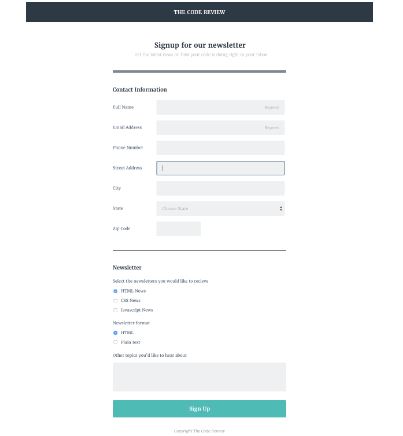 THE CODE REVIEW
Signup for our newsletter
Get the latest news on how your code is doing right to your inbox
Contact Information
Full Name
Required
Email Address
Required
Phone Number
Street Address
City
State
Choose State
Zip Code
Newsletter
Select the newsletters you would like to recieve
HTML News
CSS News
Javascript News
Newsletter format
HTML
Plain text
Other topics you'd like to hear about
Sign Up
Copyright The Code Review